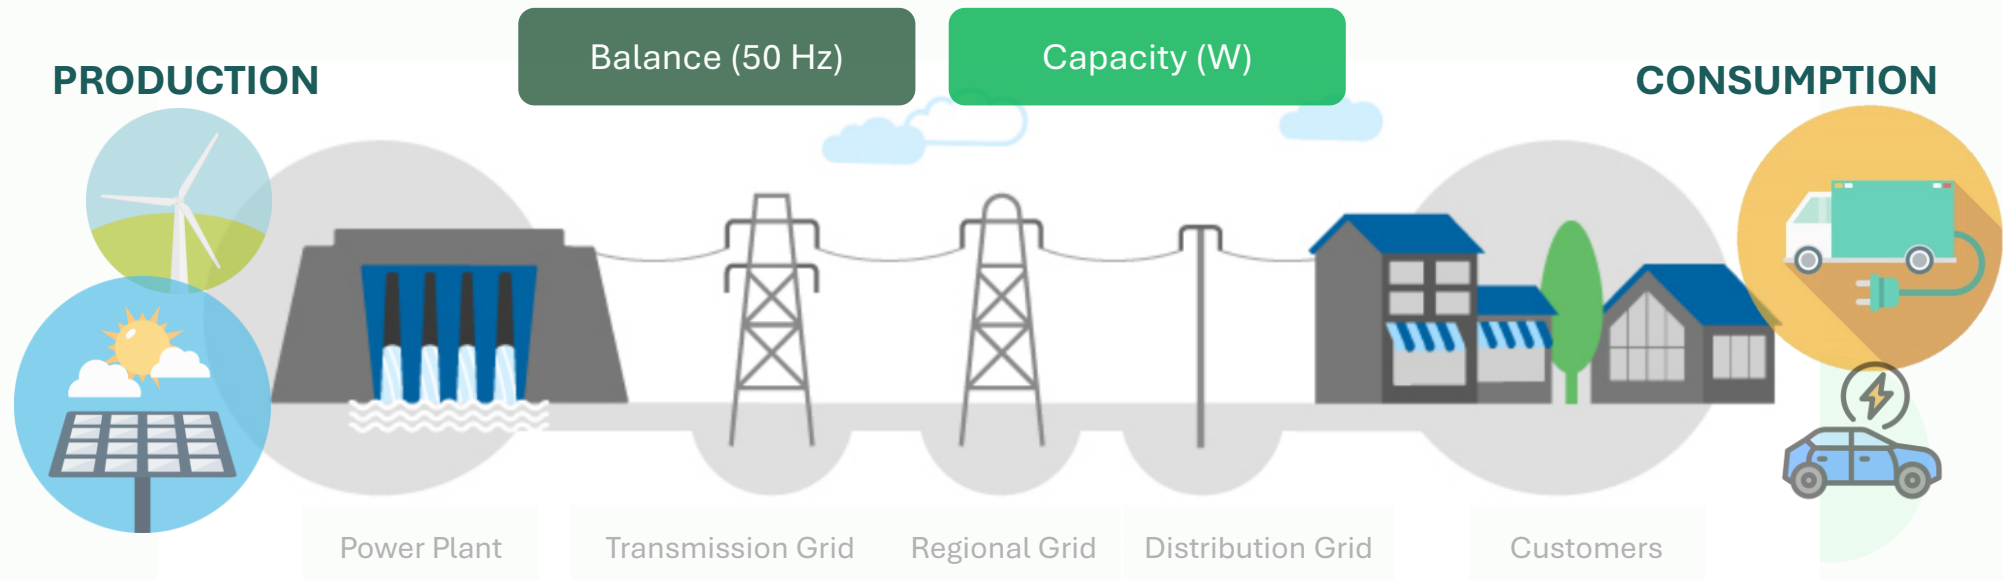 Balance (50 Hz)
Capacity (W)
PRODUCTION
CONSUMPTION
Power Plant
Transmission Grid
Regional Grid
Distribution Grid
Customers